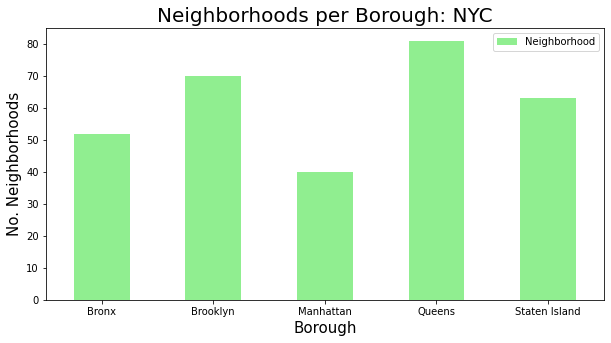 Neighborhoods per Borough: NYC
Neighborhood
No. Neighborhoods
80
70
60
50
40
30
20
10
0
Bronx Brooklyn Manhattan Queens Staten Island
Borough